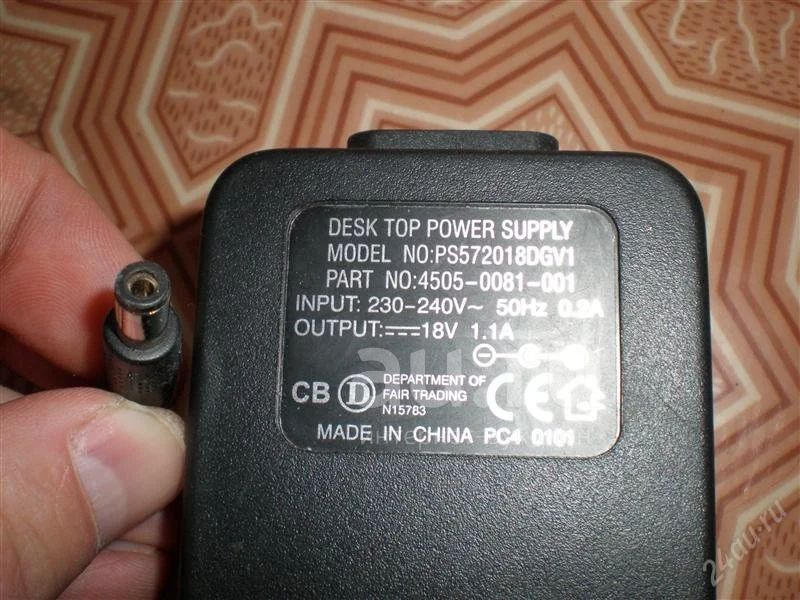 DESK TOP POWER SUPPLY
MODEL NO:PS572018DGV1
PART NO:4505-0081-001
INPUT: 230-240V~ 50Hz 0.2A
OUTPUT:⎓18V 1.1A
CB D DEPARTMENT OF
FAIR TRADING
N15783
CE
MADE IN CHINA PC4 0101
24au.ru